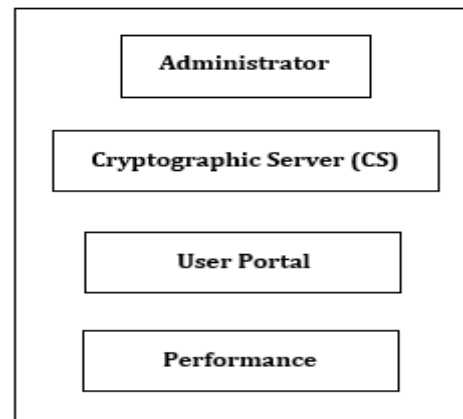 Administrator
Cryptographic Server (CS)
User Portal
Performance